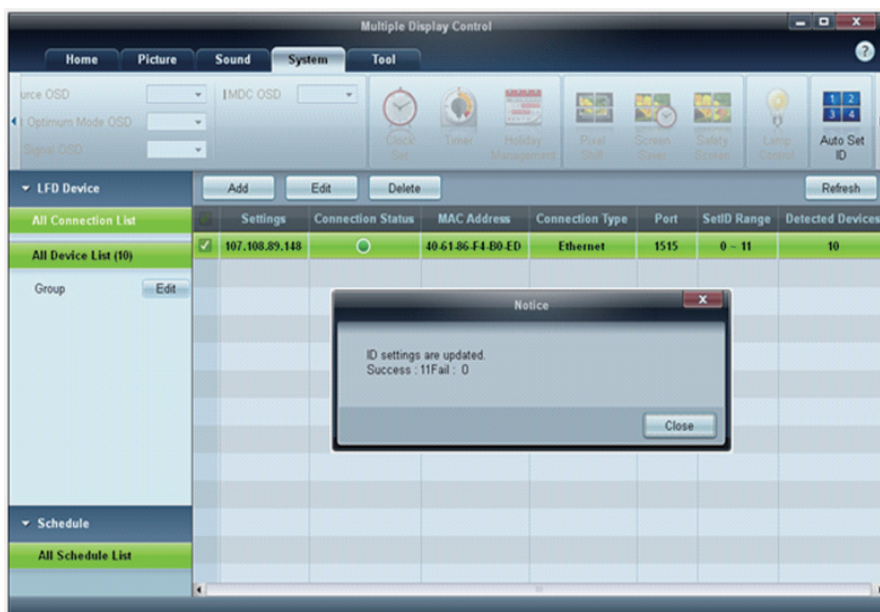 Multiple Display Control
Home Picture Sound System Tool
?
urce OSD
MDC OSD
Optimum Mode OSD
Signal OSD
Clock Set
Timer
Holiday Management
Pixel Shift
Screen Saver
Safety Screen
Lamp Control
1 2
3 4
Auto Set ID
LFD Device
Add Edit Delete Refresh
All Connection List
Settings Connection Status MAC Address Connection Type Port SetID Range Detected Devices
All Device List (10)
107.108.89.148 40-61-86-F4-B0-ED Ethernet 1515 0 ~ 11 10
Group Edit
Notice
ID settings are updated.
Success : 11Fail : 0
Close
Schedule
All Schedule List